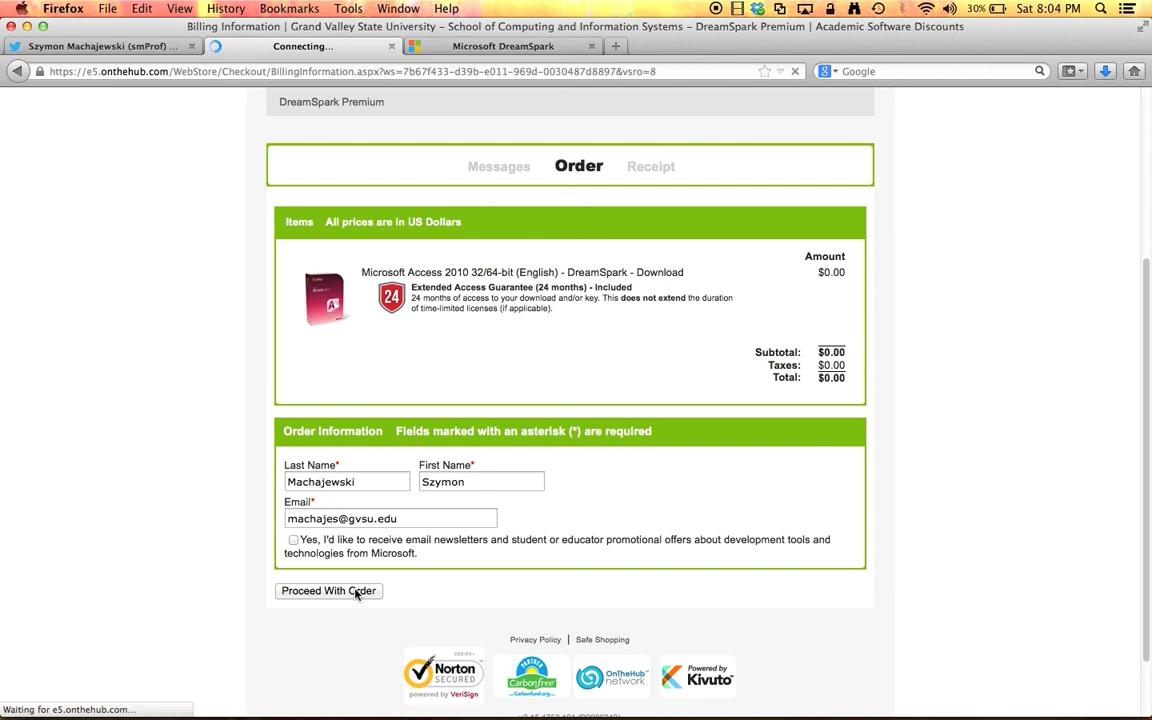 Firefox File Edit View History Bookmarks Tools Window Help 30% Sat 8:04 PM
Billing Information | Grand Valley State University – School of Computing and Information Systems – DreamSpark Premium | Academic Software Discounts
Szymon Machajewski (smProf) ... Connecting... Microsoft DreamSpark
https://e5.onthehub.com/WebStore/Checkout/BillingInformation.aspx?ws=7b67f433-d39b-e011-969d-0030487d8897&vsro=8 Google
DreamSpark Premium
Messages Order Receipt
Items All prices are in US Dollars
Amount
Microsoft Access 2010 32/64-bit (English) - DreamSpark - Download $0.00
24 Extended Access Guarantee (24 months) - Included
24 months of access to your download and/or key. This does not extend the duration
of time-limited licenses (if applicable).
Subtotal: $0.00
Taxes: $0.00
Total: $0.00
Order Information Fields marked with an asterisk (*) are required
Last Name* First Name*
Machajewski Szymon
Email*
machajes@gvsu.edu
Yes, I'd like to receive email newsletters and student or educator promotional offers about development tools and
technologies from Microsoft.
Proceed With Order
Privacy Policy | Safe Shopping
Norton
SECURED
powered by VeriSign
PARTNER
Carbonfree
www.Carbonfund.org
OnTheHub
network
Powered by
Kivuto
Waiting for e5.onthehub.com...